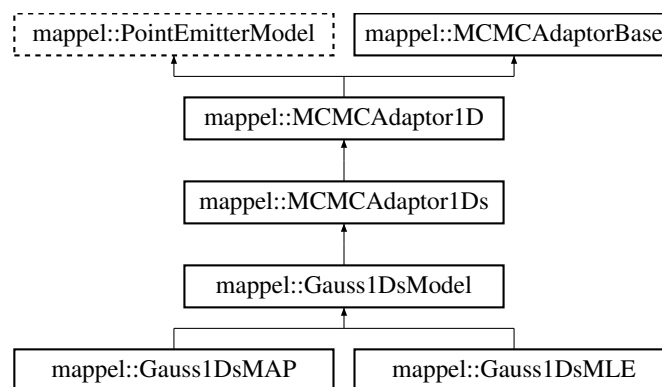 mappel::PointEmitterModel
mappel::MCMCAdaptorBase
mappel::MCMCAdaptor1D
mappel::MCMCAdaptor1Ds
mappel::Gauss1DsModel
mappel::Gauss1DsMAP
mappel::Gauss1DsMLE